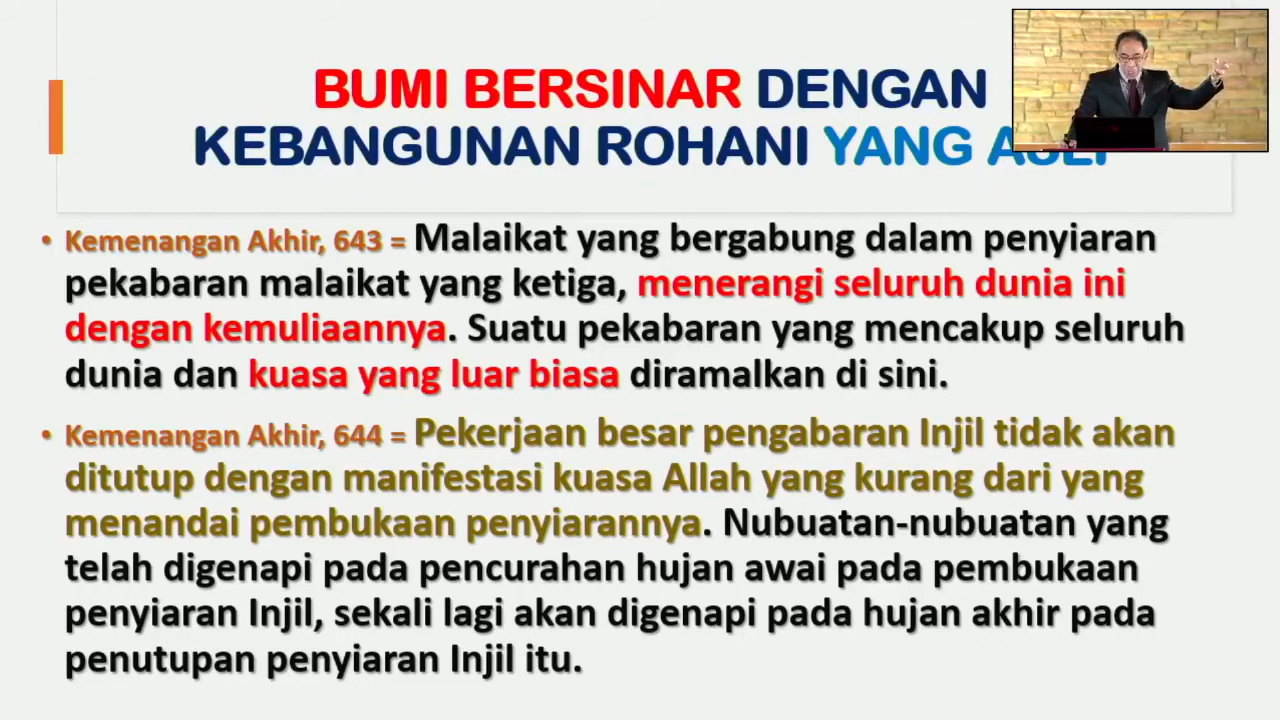 BUMI BERSINAR DENGAN
KEBANGUNAN ROHANI YANG
• Kemenangan Akhir, 643 = Malaikat yang bergabung dalam penyiaran
pekabaran malaikat yang ketiga, menerangi seluruh dunia ini
dengan kemuliaannya. Suatu pekabaran yang mencakup seluruh
dunia dan kuasa yang luar biasa diramalkan di sini.
• Kemenangan Akhir, 644 = Pekerjaan besar pengabaran Injil tidak akan
ditutup dengan manifestasi kuasa Allah yang kurang dari yang
menandai pembukaan penyiarannya. Nubuatan-nubuatan yang
telah digenapi pada pencurahan hujan awai pada pembukaan
penyiaran Injil, sekali lagi akan digenapi pada hujan akhir pada
penutupan penyiaran Injil itu.